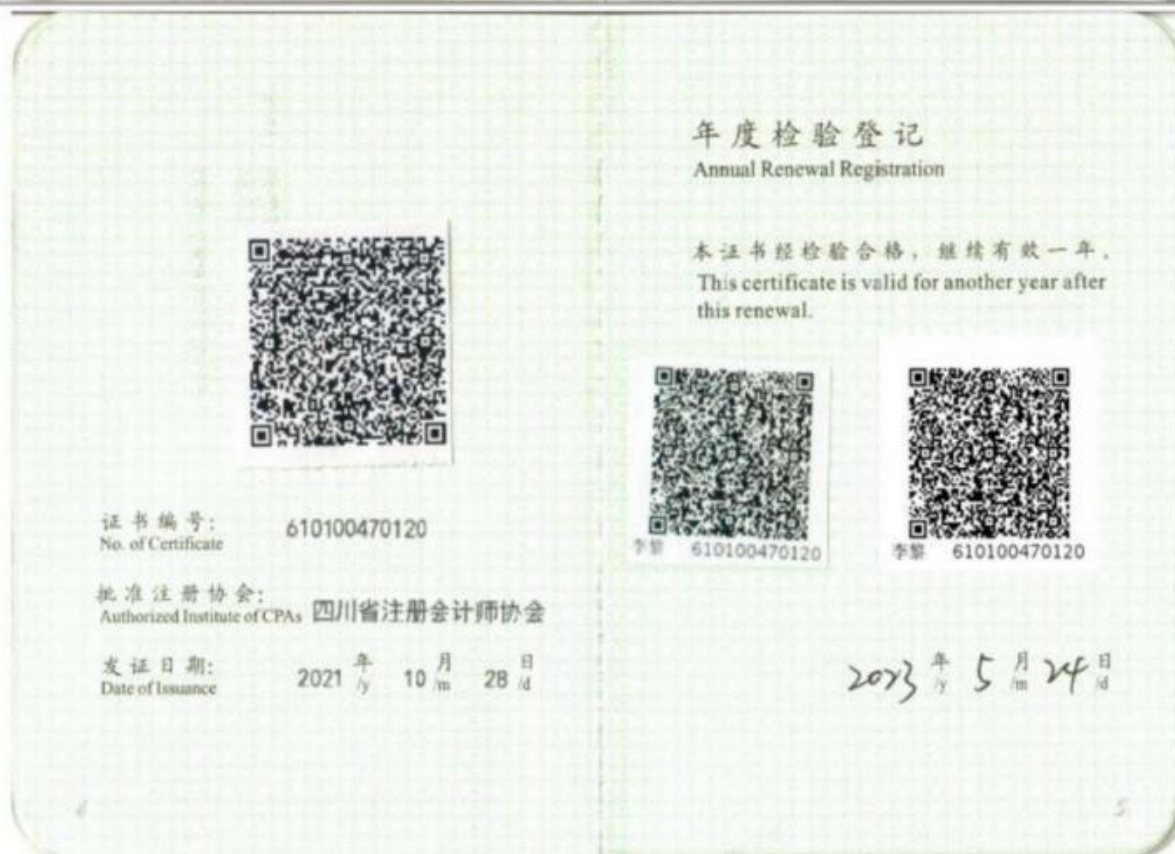 证书编号:
No. of Certificate
610100470120
批准注册协会:
Authorized Institute of CPAs 四川省注册会计师协会
发证日期:
Date of Issuance
2021 年/y 10 月/m 28 日/d
年度检验登记
Annual Renewal Registration
本证书经检验合格，继续有效一年。
This certificate is valid for another year after
this renewal.
李黎 610100470120
李黎 610100470120
2023 年/y 5 月/m 24 日/d
5